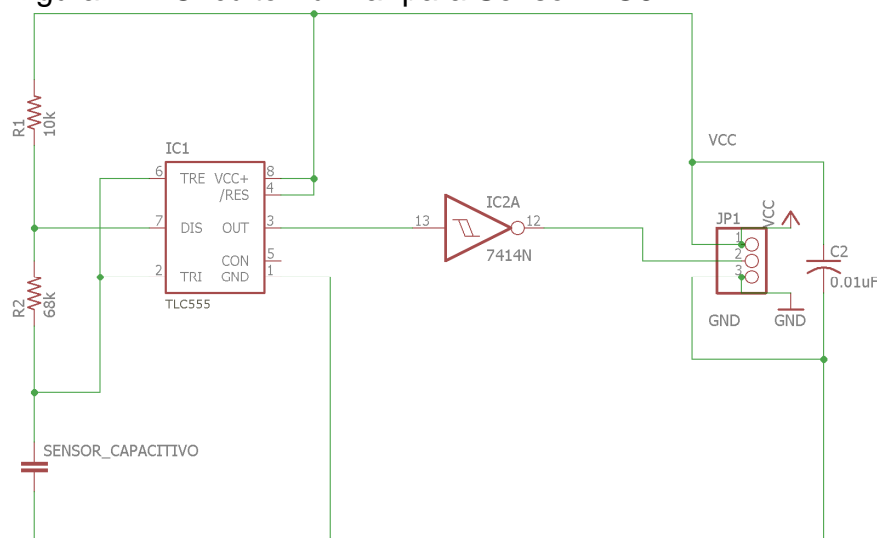 VCC
R1
10k
IC1
6
TRE
VCC+
8
/RES
4
7
DIS
OUT
3
CON
5
2
TRI
GND
1
TLC555
13
IC2A
12
7414N
JP1
VCC
1
2
3
GND
GND
C2
0.01uF
R2
68k
SENSOR_CAPACITIVO